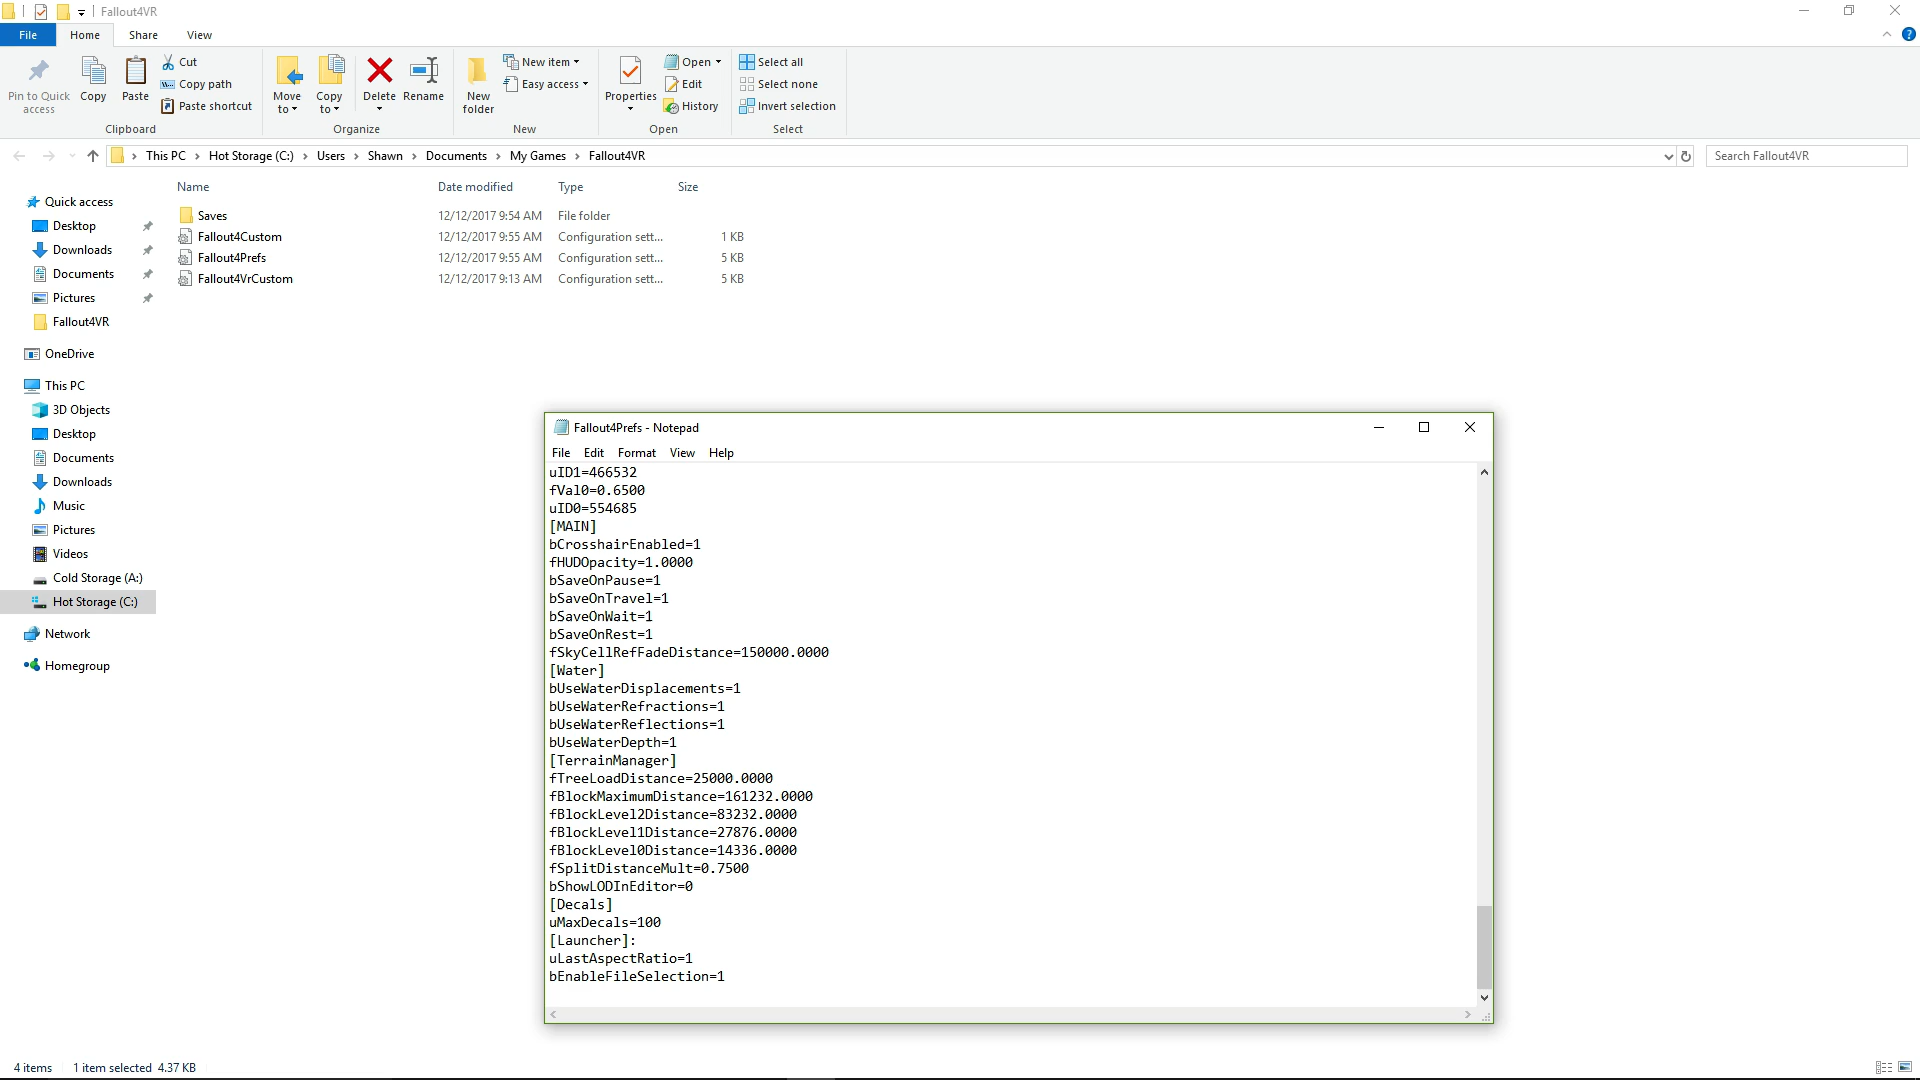 Fallout4VR
File Home Share View
Pin to Quick access
Copy
Paste
Cut
Copy path
Paste shortcut
Clipboard
Move to
Copy to
Delete
Rename
Organize
New folder
New item
Easy access
New
Properties
Open
Edit
History
Open
Select all
Select none
Invert selection
Select
This PC > Hot Storage (C:) > Users > Shawn > Documents > My Games > Fallout4VR
Search Fallout4VR
Name Date modified Type Size
Saves 12/12/2017 9:54 AM File folder
Fallout4Custom 12/12/2017 9:55 AM Configuration sett... 1 KB
Fallout4Prefs 12/12/2017 9:55 AM Configuration sett... 5 KB
Fallout4VrCustom 12/12/2017 9:13 AM Configuration sett... 5 KB
Quick access
Desktop
Downloads
Documents
Pictures
Fallout4VR
OneDrive
This PC
3D Objects
Desktop
Documents
Downloads
Music
Pictures
Videos
Cold Storage (A:)
Hot Storage (C:)
Network
Homegroup
Fallout4Prefs - Notepad
File Edit Format View Help
uID1=466532
fVal0=0.6500
uID0=554685
[MAIN]
bCrosshairEnabled=1
fHUDOpacity=1.0000
bSaveOnPause=1
bSaveOnTravel=1
bSaveOnWait=1
bSaveOnRest=1
fSkyCellRefFadeDistance=150000.0000
[Water]
bUseWaterDisplacements=1
bUseWaterRefractions=1
bUseWaterReflections=1
bUseWaterDepth=1
[TerrainManager]
fTreeLoadDistance=25000.0000
fBlockMaximumDistance=161232.0000
fBlockLevel2Distance=83232.0000
fBlockLevel1Distance=27876.0000
fBlockLevel0Distance=14336.0000
fSplitDistanceMult=0.7500
bShowLODInEditor=0
[Decals]
uMaxDecals=100
[Launcher]:
uLastAspectRatio=1
bEnableFileSelection=1
4 items 1 item selected 4.37 KB